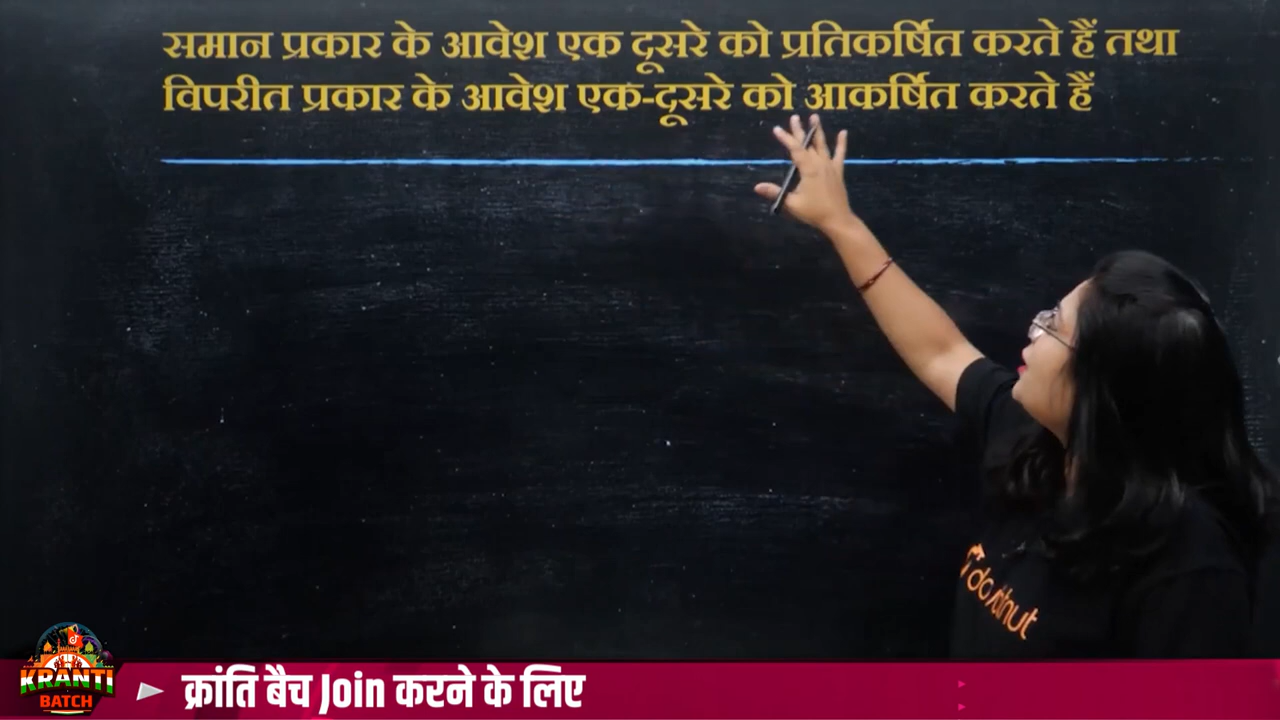 समान प्रकार के आवेश एक दूसरे को प्रतिकर्षित करते हैं तथा
विपरीत प्रकार के आवेश एक-दूसरे को आकर्षित करते हैं
doubtnut
KRANTI
BATCH
क्रांति बैच Join करने के लिए